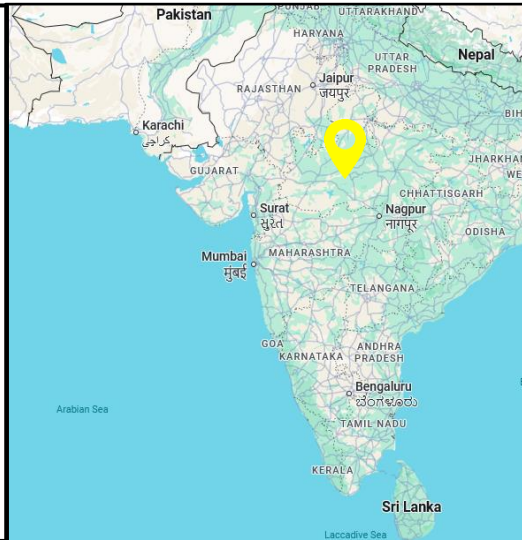 PUNJAB
UTTARAKHAND
Pakistan
HARYANA
UTTAR
PRADESH
Nepal
RAJASTHAN
Jaipur
जयपुर
Karachi
کراچی
GUJARAT
JHARKHAN
CHHATTISGARH
Surat
સુરત
Nagpur
नागपूर
ODISHA
Mumbai
मुंबई
MAHARASHTRA
TELANGANA
GOA
KARNATAKA
ANDHRA
PRADESH
Bengaluru
ಬೆಂಗಳೂರು
Arabian Sea
TAMIL NADU
KERALA
Sri Lanka
Laccadive Sea